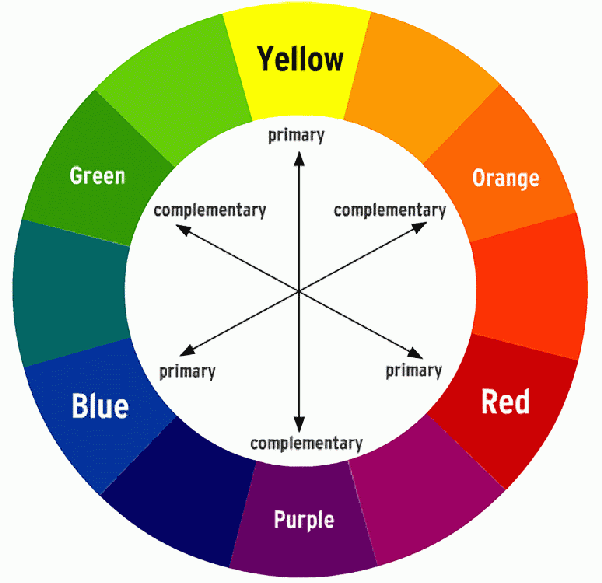 Yellow
primary
Green
Orange
complementary
complementary
primary
primary
Blue
Red
complementary
Purple